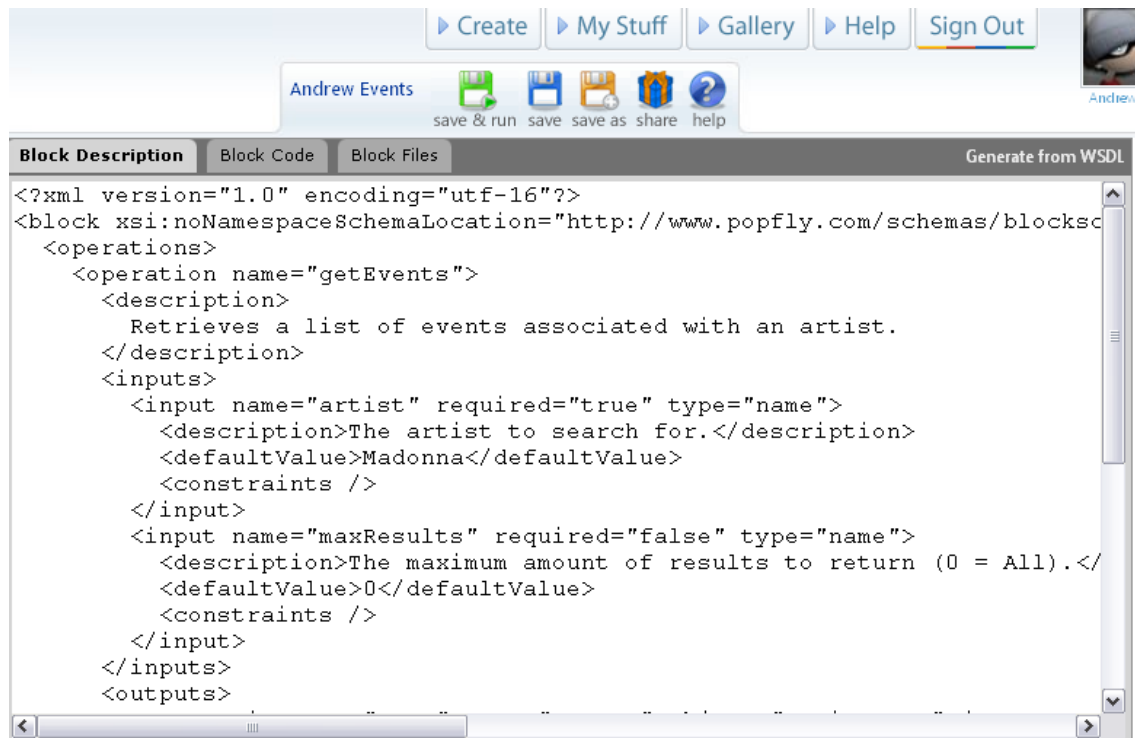 Create My Stuff Gallery Help Sign Out
Andrew Events
save & run save save as share help
Andrew
Block Description Block Code Block Files Generate from WSDL
<?xml version="1.0" encoding="utf-16"?>
<block xsi:noNamespaceSchemaLocation="http://www.popfly.com/schemas/blocksc
<operations>
<operation name="getEvents">
<description>
Retrieves a list of events associated with an artist.
</description>
<inputs>
<input name="artist" required="true" type="name">
<description>The artist to search for.</description>
<defaultValue>Madonna</defaultValue>
<constraints />
</input>
<input name="maxResults" required="false" type="name">
<description>The maximum amount of results to return (0 = All).</
<defaultValue>0</defaultValue>
<constraints />
</input>
</inputs>
<outputs>